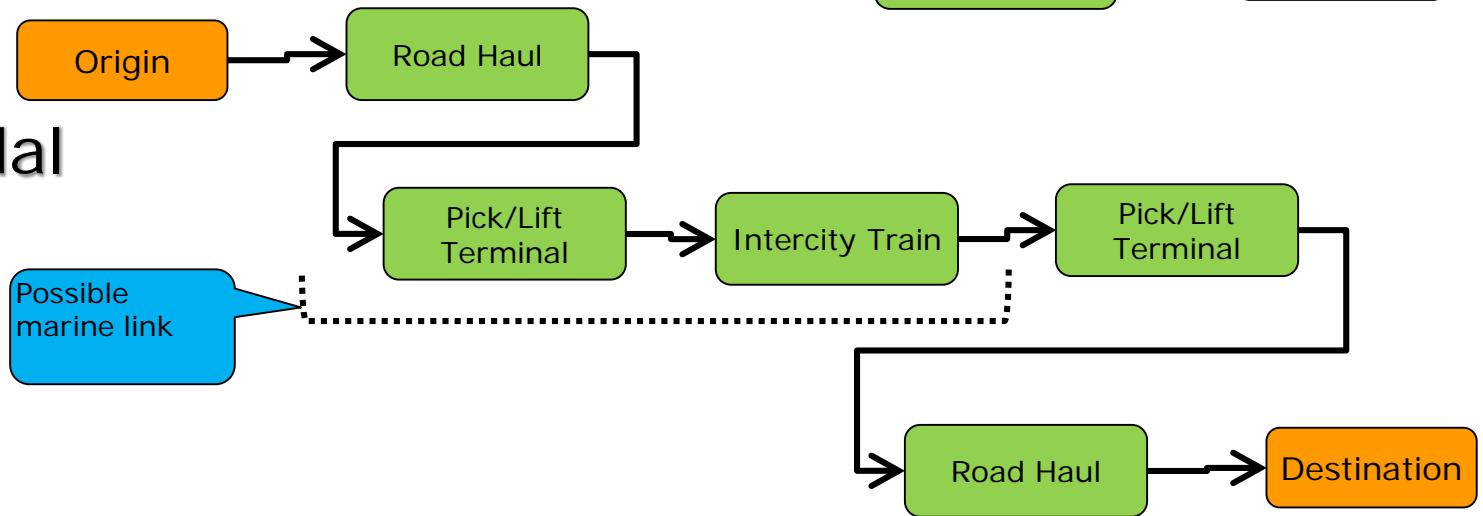 Origin
Road Haul
dal
Pick/Lift
Terminal
Intercity Train
Pick/Lift
Terminal
Possible
marine link
Road Haul
Destination